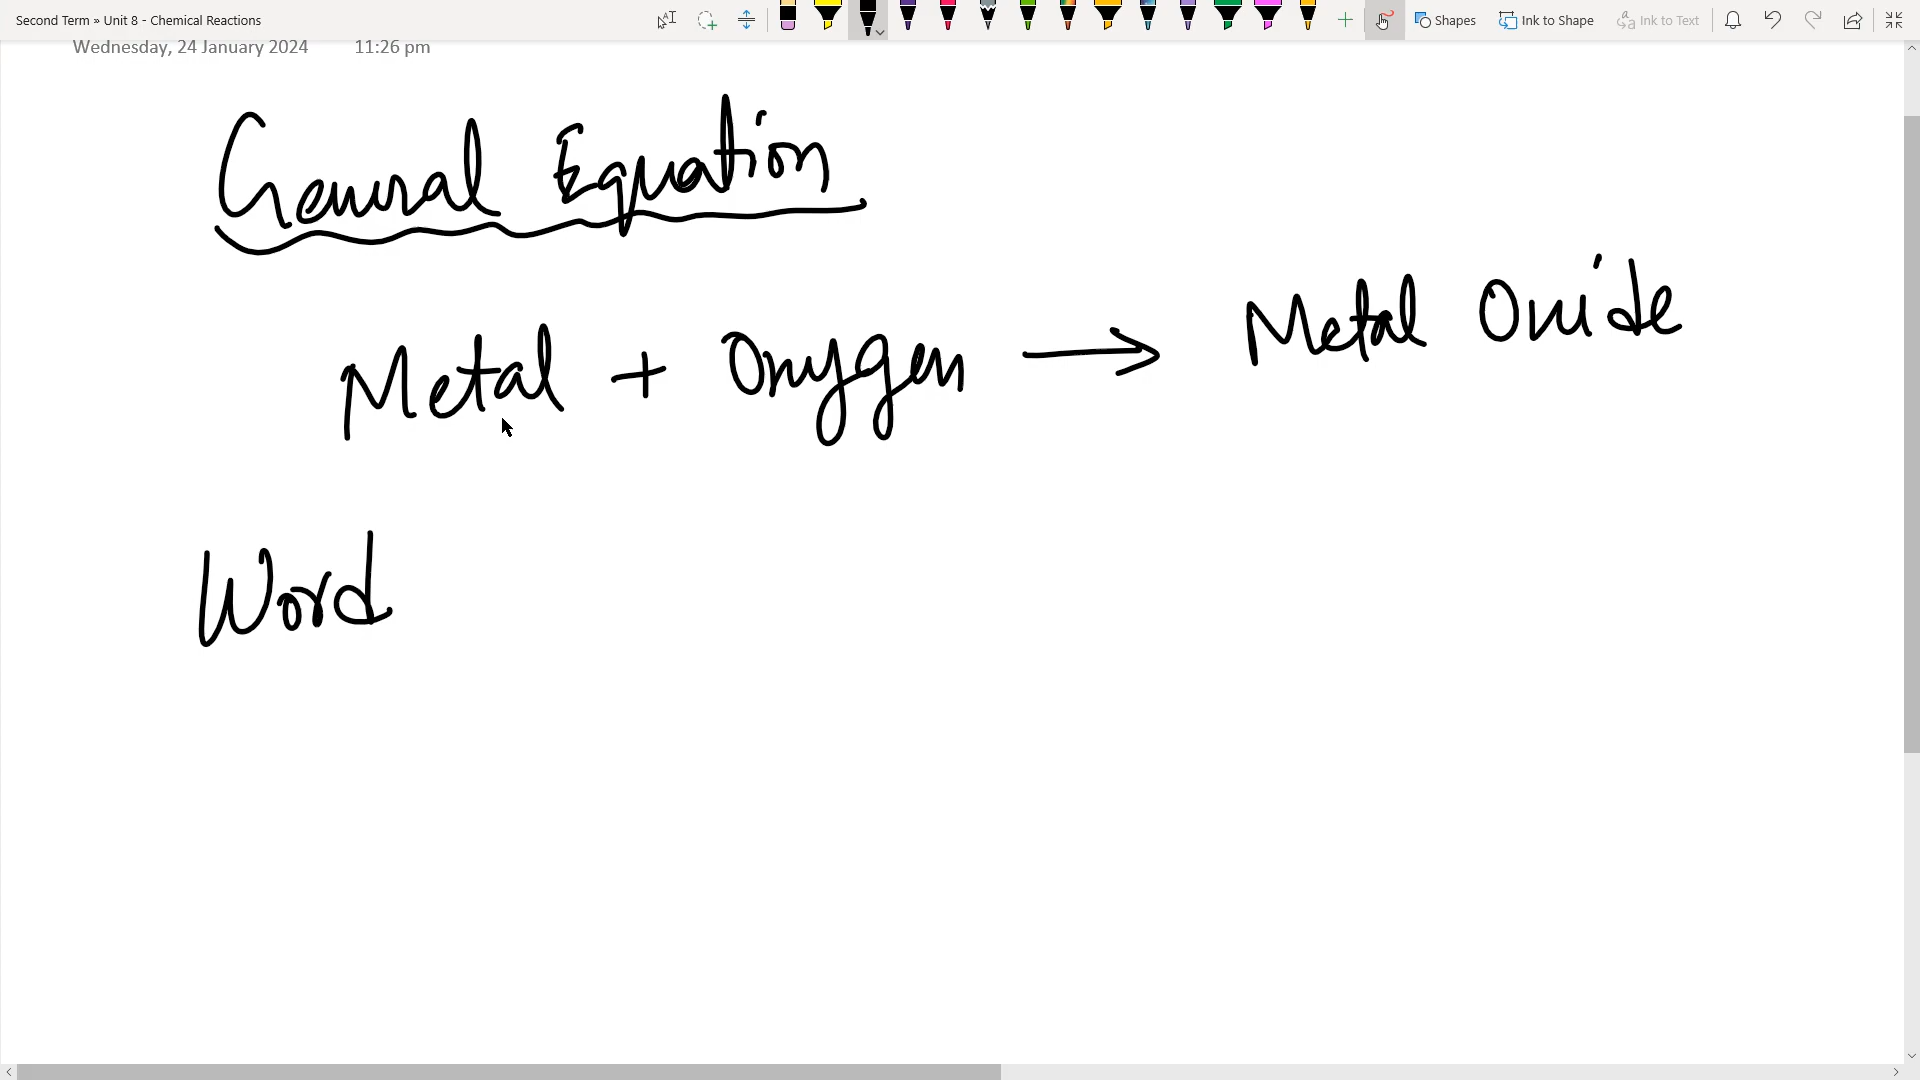 Second Term » Unit 8 - Chemical Reactions
Shapes Ink to Shape Ink to Text
Wednesday, 24 January 2024 11:26 pm
General Equation
Metal + Oxygen → Metal Oxide
Word